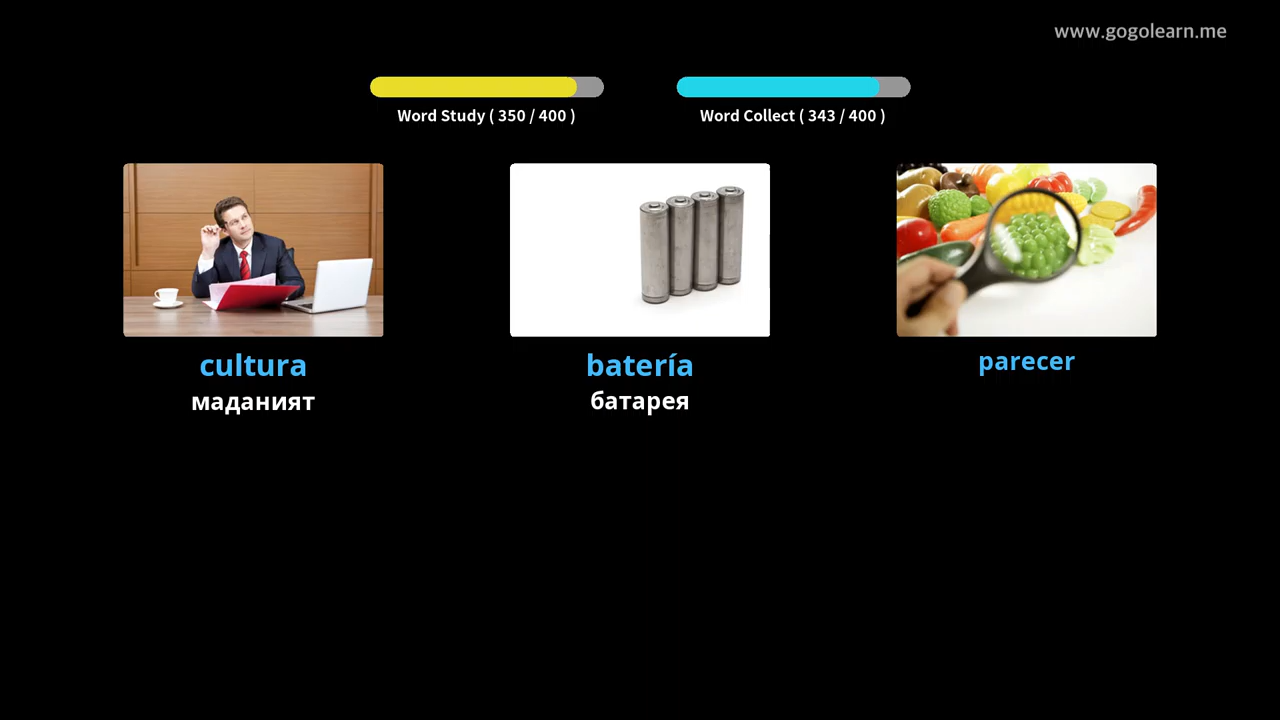 www.gogolearn.me
Word Study ( 350 / 400 )
Word Collect ( 343 / 400 )
cultura
маданият
batería
батарея
parecer